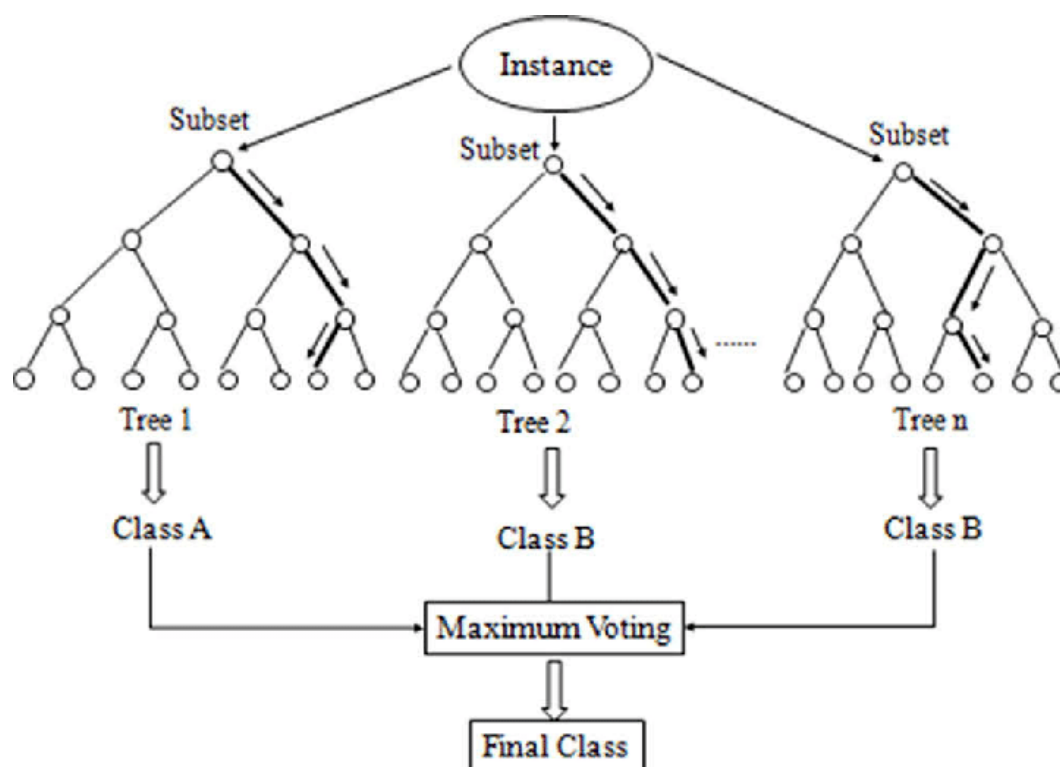 Instance
Subset
Subset
Subset
......
Tree 1
Tree 2
Tree n
Class A
Class B
Class B
Maximum Voting
Final Class